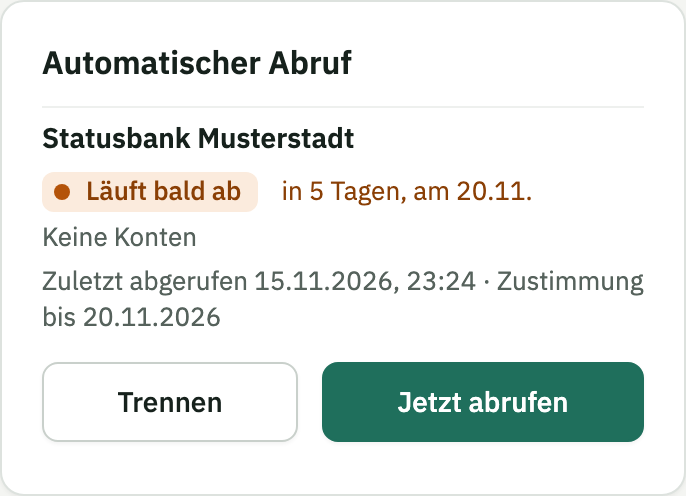 Automatischer Abruf
Statusbank Musterstadt
Läuft bald ab in 5 Tagen, am 20.11.
Keine Konten
Zuletzt abgerufen 15.11.2026, 23:24 · Zustimmung
bis 20.11.2026
Trennen Jetzt abrufen